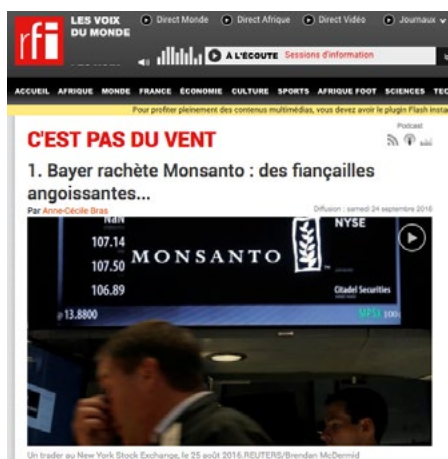 rfi
LES VOIX
DU MONDE
Direct Monde
Direct Afrique
Direct Vidéo
Journaux
À L'ÉCOUTE Sessions d'information
ACCUEIL AFRIQUE MONDE FRANCE ÉCONOMIE CULTURE SPORTS AFRIQUE FOOT SCIENCES TEC
Pour profiter pleinement des contenus multimédias, vous devez avoir le plugin Flash insta
C'EST PAS DU VENT
Podcast
1. Bayer rachète Monsanto : des fiançailles
angoissantes...
Par Anne-Cécile Bras
Diffusion : samedi 24 septembre 2016
NaN
NYSE
107.14
MONSANTO
107.50
106.89
Citadel Securities
13.8800
Un trader au New York Stock Exchange, le 25 août 2016.REUTERS/Brendan McDermid